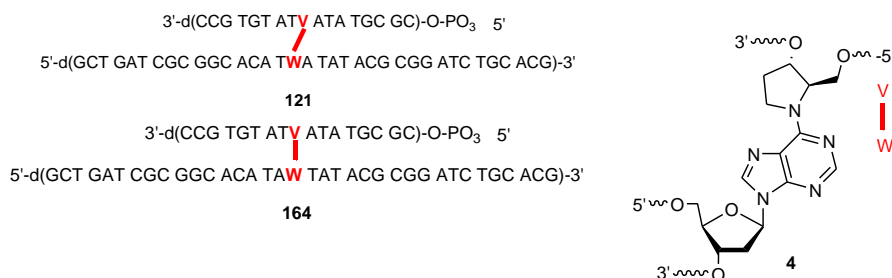 3'-d(CCG TGT ATV ATA TGC GC)-O-PO3 5'
5'-d(GCT GAT CGC GGC ACA TWA TAT ACG CGG ATC TGC ACG)-3'
121
3'-d(CCG TGT ATV ATA TGC GC)-O-PO3 5'
5'-d(GCT GAT CGC GGC ACA TAW TAT ACG CGG ATC TGC ACG)-3'
164
3' O O -5
V
W
N
N N
N N
5' O O
3' O
4